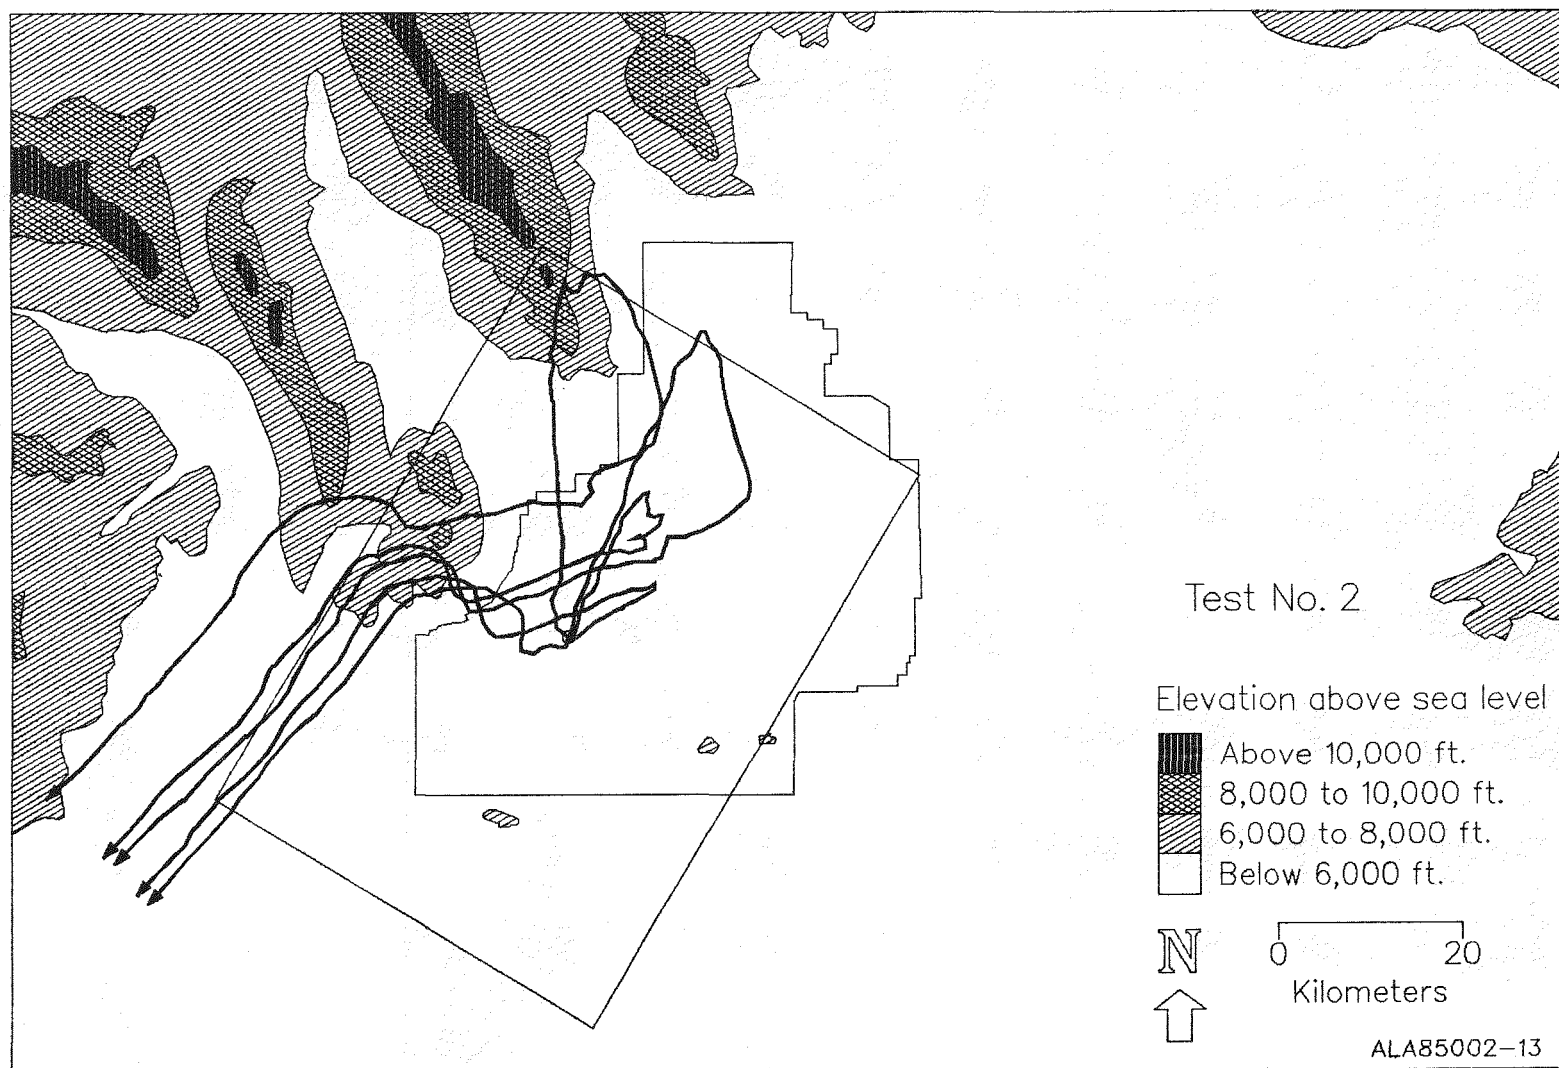 Test No. 2
Elevation above sea level
Above 10,000 ft.
8,000 to 10,000 ft.
6,000 to 8,000 ft.
Below 6,000 ft.
N
0 20
Kilometers
ALA85002-13